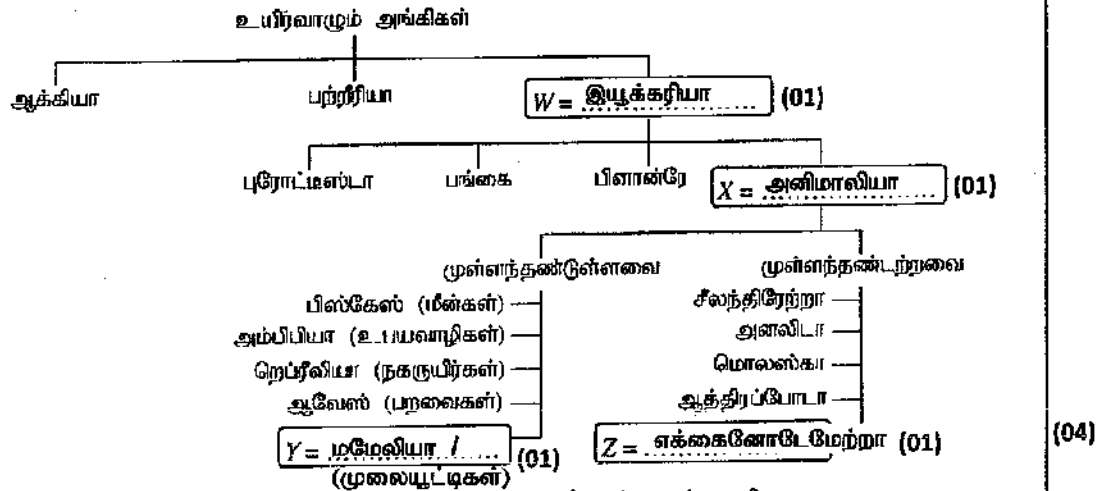 உயிர்வாழும் அங்கிகள்
ஆக்கியா பற்றீரியா W = இயூக்கரியா (01)
புரோட்டிஸ்டா பங்கை பிளான்ரே X = அனிமாலியா (01)
முள்ளந்தண்டுள்ளவை முள்ளந்தண்டற்றவை
பிஸ்கேஸ் (மீன்கள்) சீலந்திரேற்றா
அம்பிபியா (உபயவாழிகள்) அனலிடா
றெப்ரீலியா (நகருயிர்கள்) மொலஸ்கா
ஆவேஸ் (பறவைகள்) ஆத்திரப்போடா
Y = மமேலியா / (01) Z = எக்கைனோடேமேற்றா (01) (04)
(முலையூட்டிகள்)